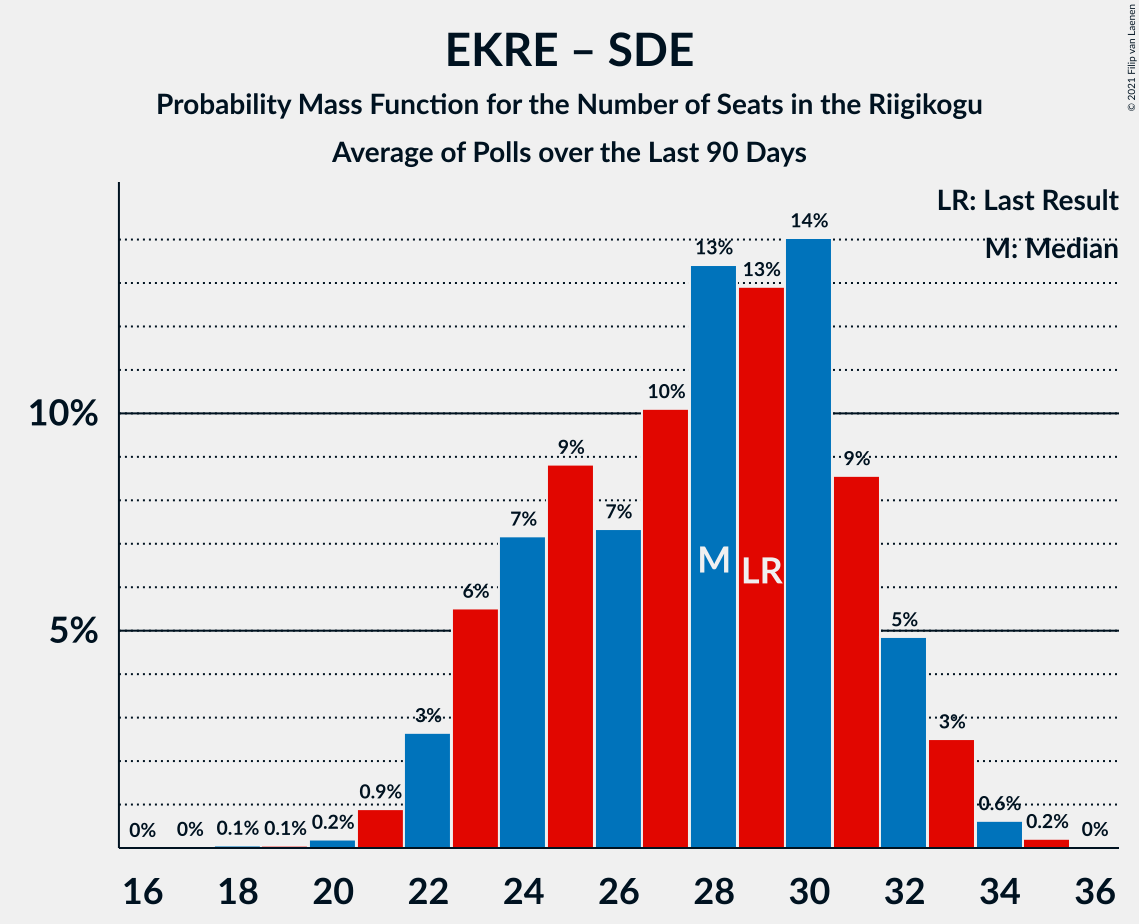 EKRE – SDE
Probability Mass Function for the Number of Seats in the Riigikogu
Average of Polls over the Last 90 Days
© 2021 Filip van Laenen
LR: Last Result
M: Median
10%
5%
0%
0%
0.1%
0.1%
0.2%
0.9%
3%
6%
7%
9%
7%
10%
13%
13%
14%
9%
5%
3%
0.6%
0.2%
0%
M
LR
16 18 20 22 24 26 28 30 32 34 36